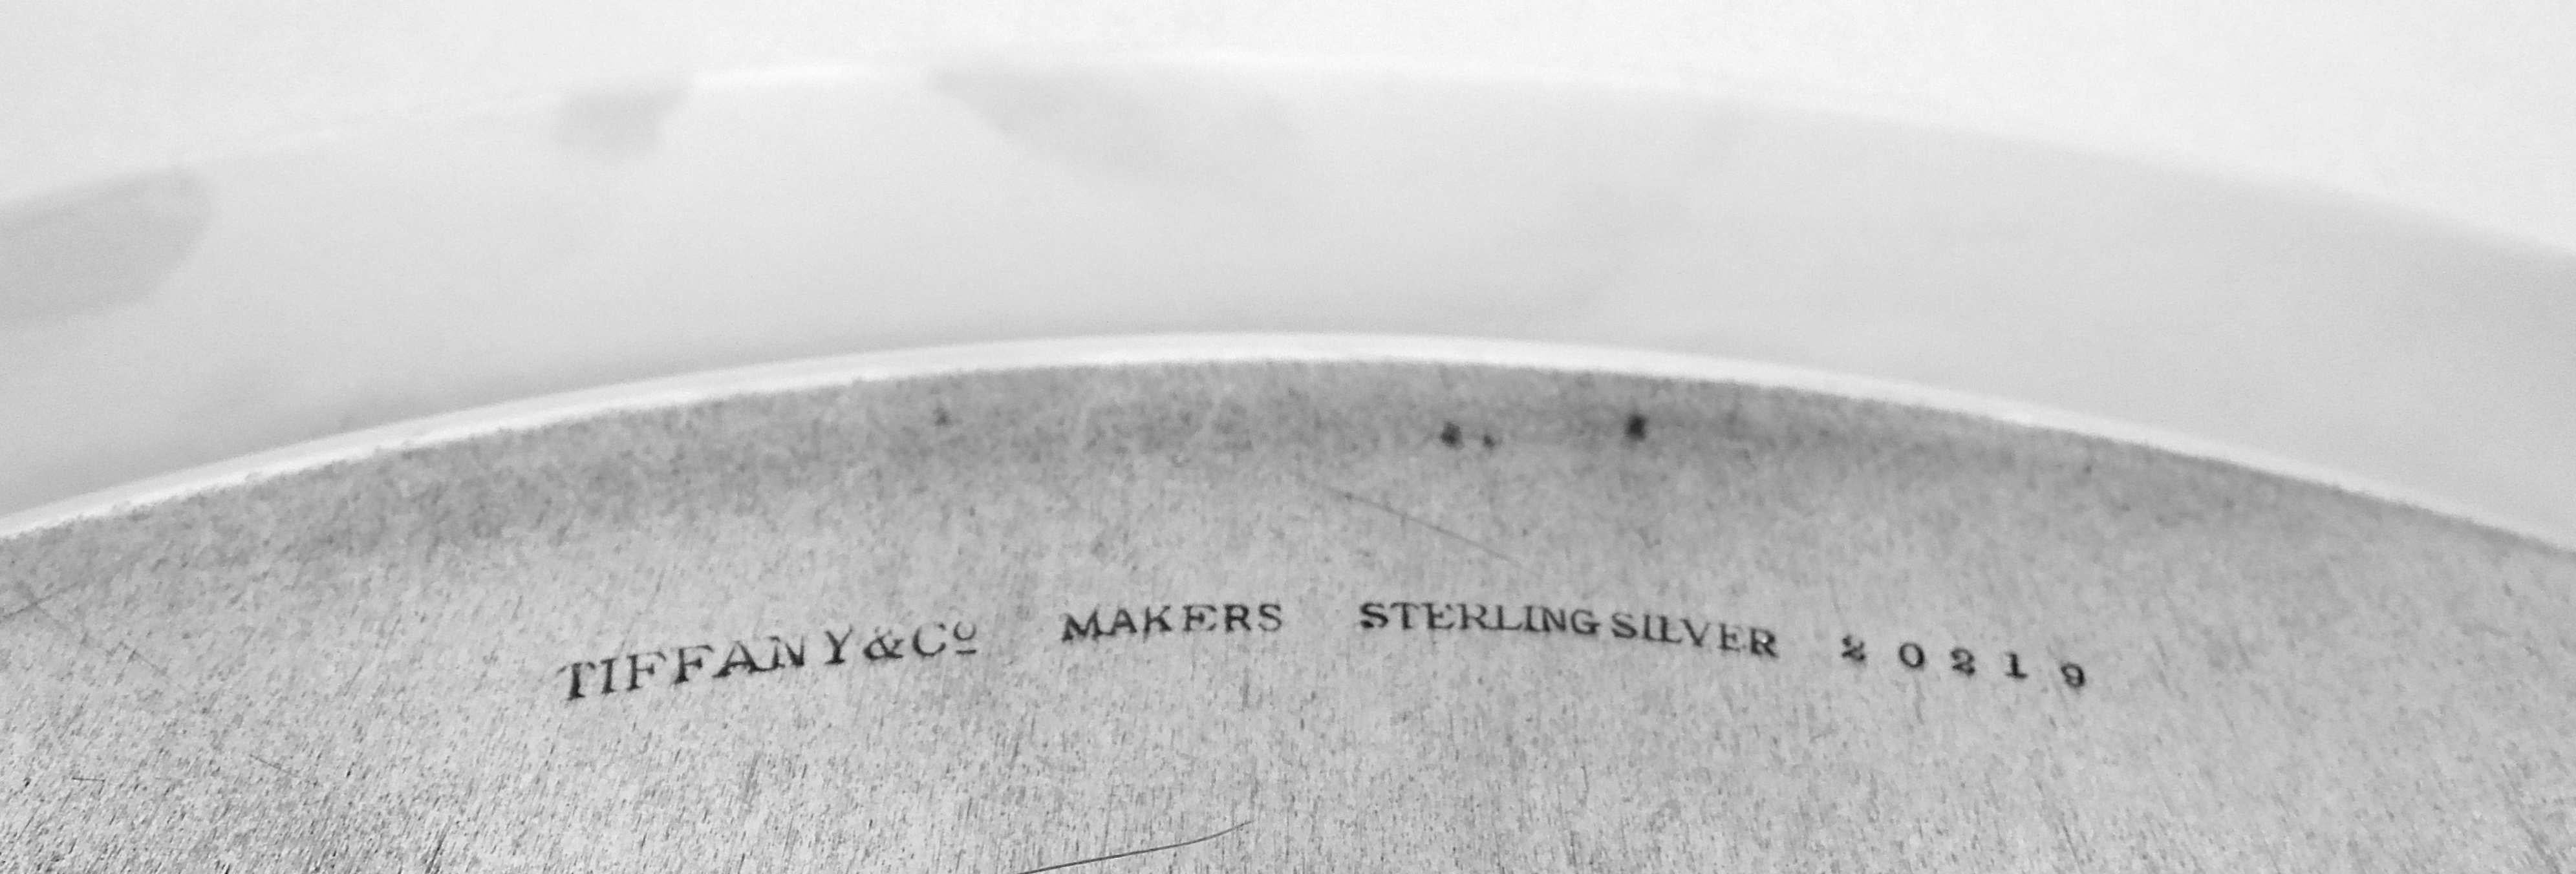 TIFFANY & Cº MAKERS STERLING SILVER 20219